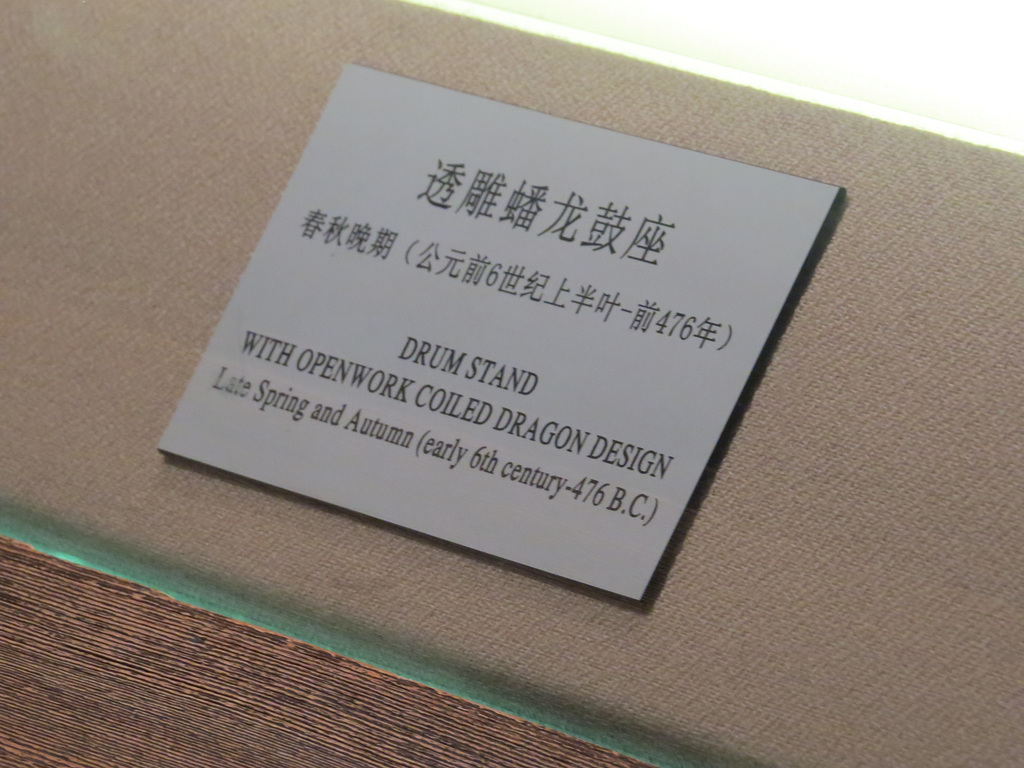 透雕蟠龙鼓座
春秋晚期（公元前6世纪上半叶-前476年）
DRUM STAND
WITH OPENWORK COILED DRAGON DESIGN
Late Spring and Autumn (early 6th century-476 B.C.)